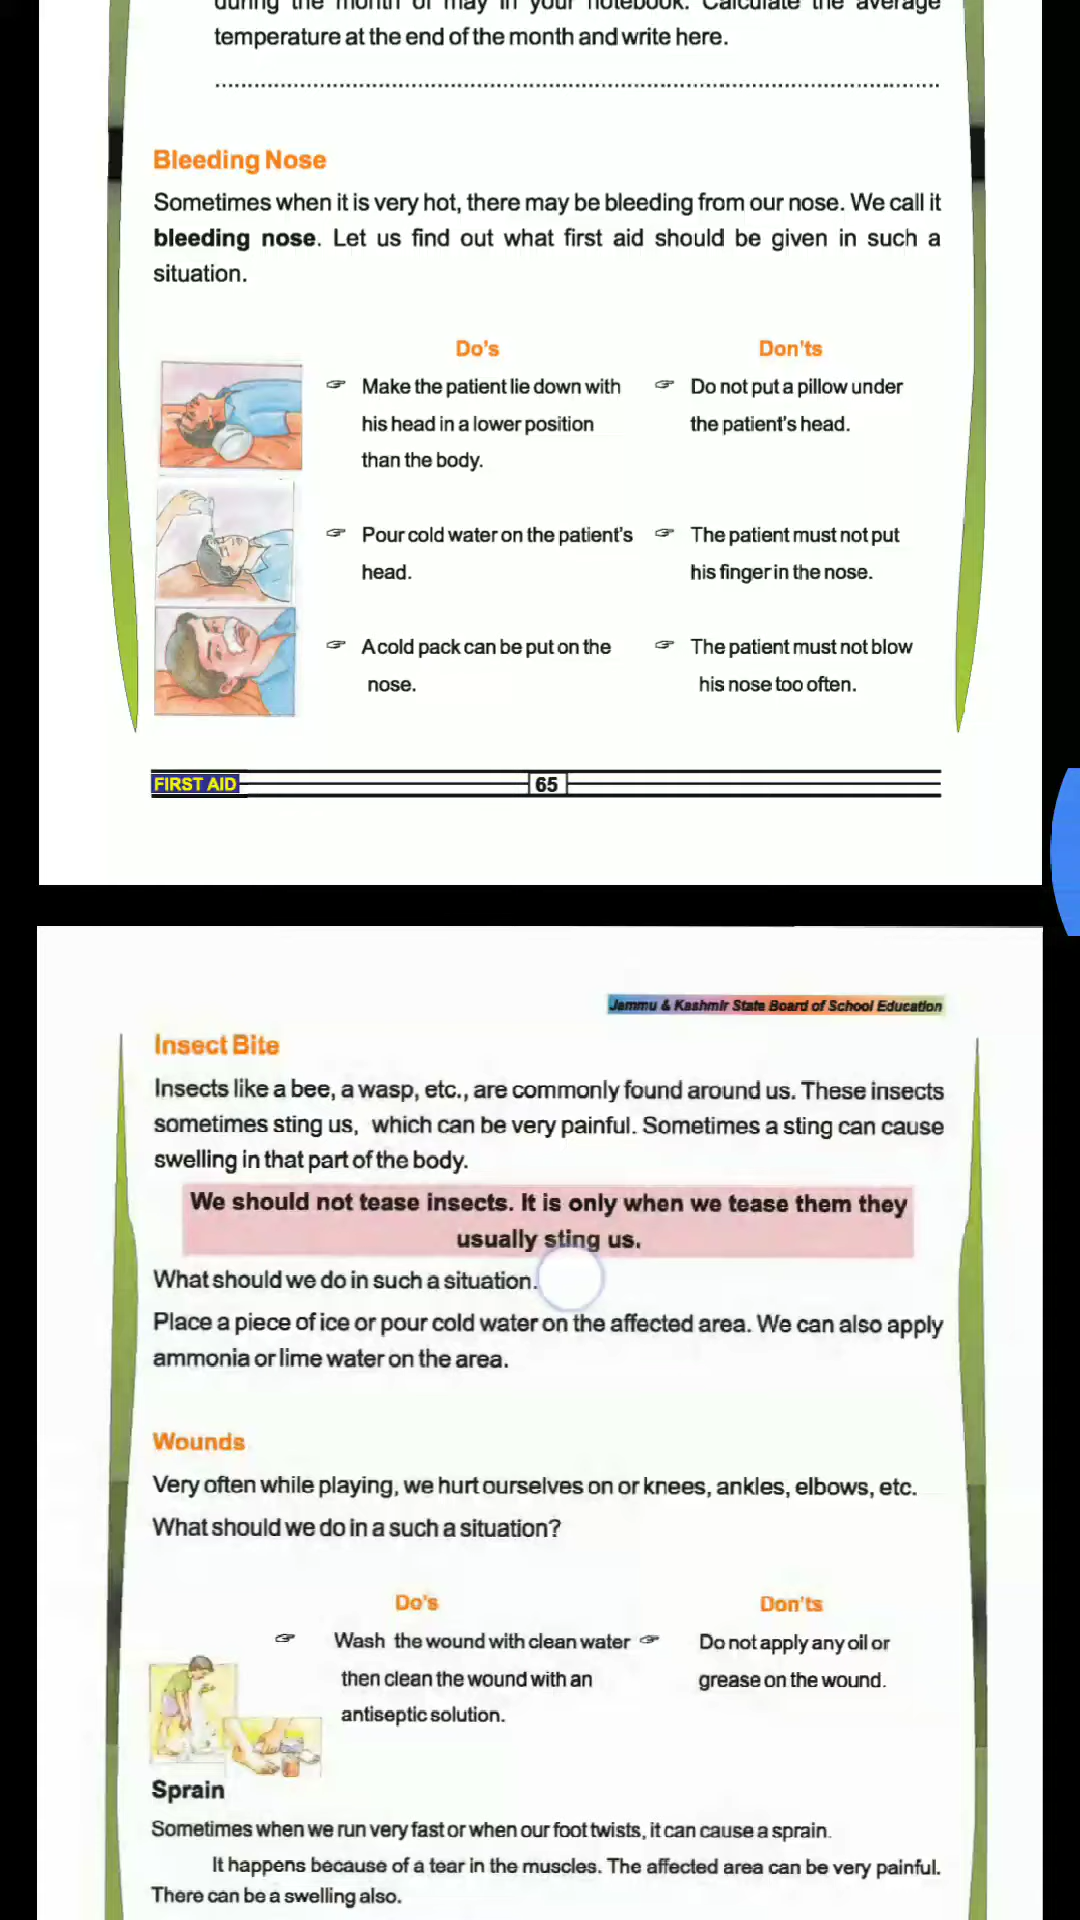 during the month of may in your notebook. Calculate the average
temperature at the end of the month and write here.
Bleeding Nose
Sometimes when it is very hot, there may be bleeding from our nose. We call it
bleeding nose. Let us find out what first aid should be given in such a
situation.
Do's
Make the patient lie down with
his head in a lower position
than the body.
Pour cold water on the patient's
head.
A cold pack can be put on the
nose.
Don'ts
Do not put a pillow under
the patient's head.
The patient must not put
his finger in the nose.
The patient must not blow
his nose too often.
FIRST AID
65
Jammu & Kashmir State Board of School Education
Insect Bite
Insects like a bee, a wasp, etc., are commonly found around us. These insects
sometimes sting us, which can be very painful. Sometimes a sting can cause
swelling in that part of the body.
We should not tease insects. It is only when we tease them they
usually sting us.
What should we do in such a situation.
Place a piece of ice or pour cold water on the affected area. We can also apply
ammonia or lime water on the area.
Wounds
Very often while playing, we hurt ourselves on or knees, ankles, elbows, etc.
What should we do in a such a situation?
Do's
Wash the wound with clean water
then clean the wound with an
antiseptic solution.
Don'ts
Do not apply any oil or
grease on the wound.
Sprain
Sometimes when we run very fast or when our foot twists, it can cause a sprain.
It happens because of a tear in the muscles. The affected area can be very painful.
There can be a swelling also.